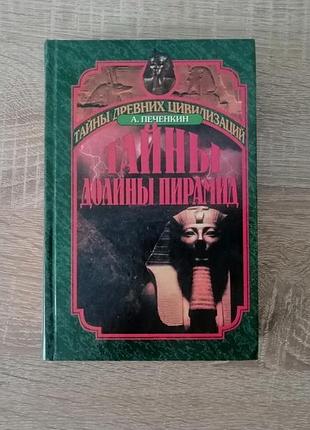 ТАЙНЫ ДРЕВНИХ ЦИВИЛИЗАЦИЙ
А. ПЕЧЕНКИН
ТАЙНЫ
ДОЛИНЫ ПИРАМИД